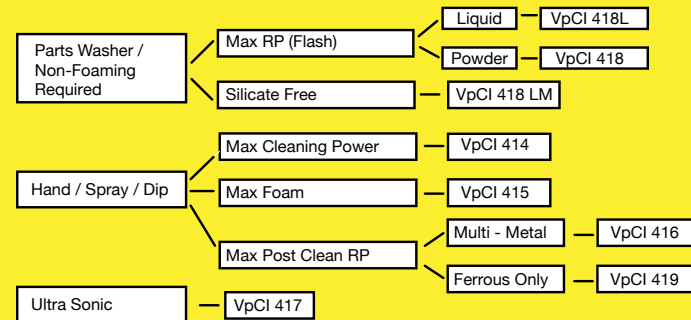 Parts Washer /
Non-Foaming
Required
Max RP (Flash)
Liquid
VpCI 418L
Powder
VpCI 418
Silicate Free
VpCI 418 LM
Hand / Spray / Dip
Max Cleaning Power
VpCI 414
Max Foam
VpCI 415
Max Post Clean RP
Multi - Metal
VpCI 416
Ferrous Only
VpCI 419
Ultra Sonic
VpCI 417